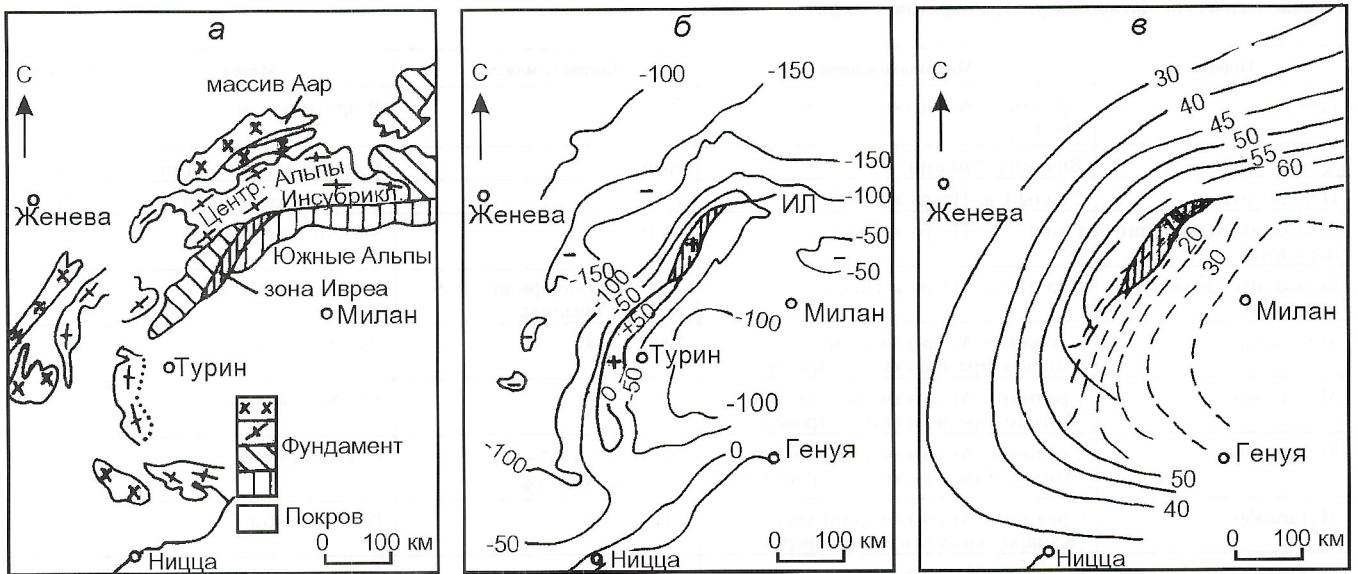 а
С
массив Аар
Центр. Альпы
Инсубрикл.
Женева
Южные Альпы
зона Ивреа
Милан
Турин
Фундамент
Покров
0 100 км
Ницца
б
-100
-150
С
-150
-100
Женева
ИЛ
-50
-50
-150
-100
-50
+50
Милан
-100
Турин
0
-50
-100
-100
0
Генуя
-50
0 100 км
Ницца
в
30
С
40
45
50
55
60
Женева
20
30
Милан
Генуя
50
40
0 100 км
Ницца